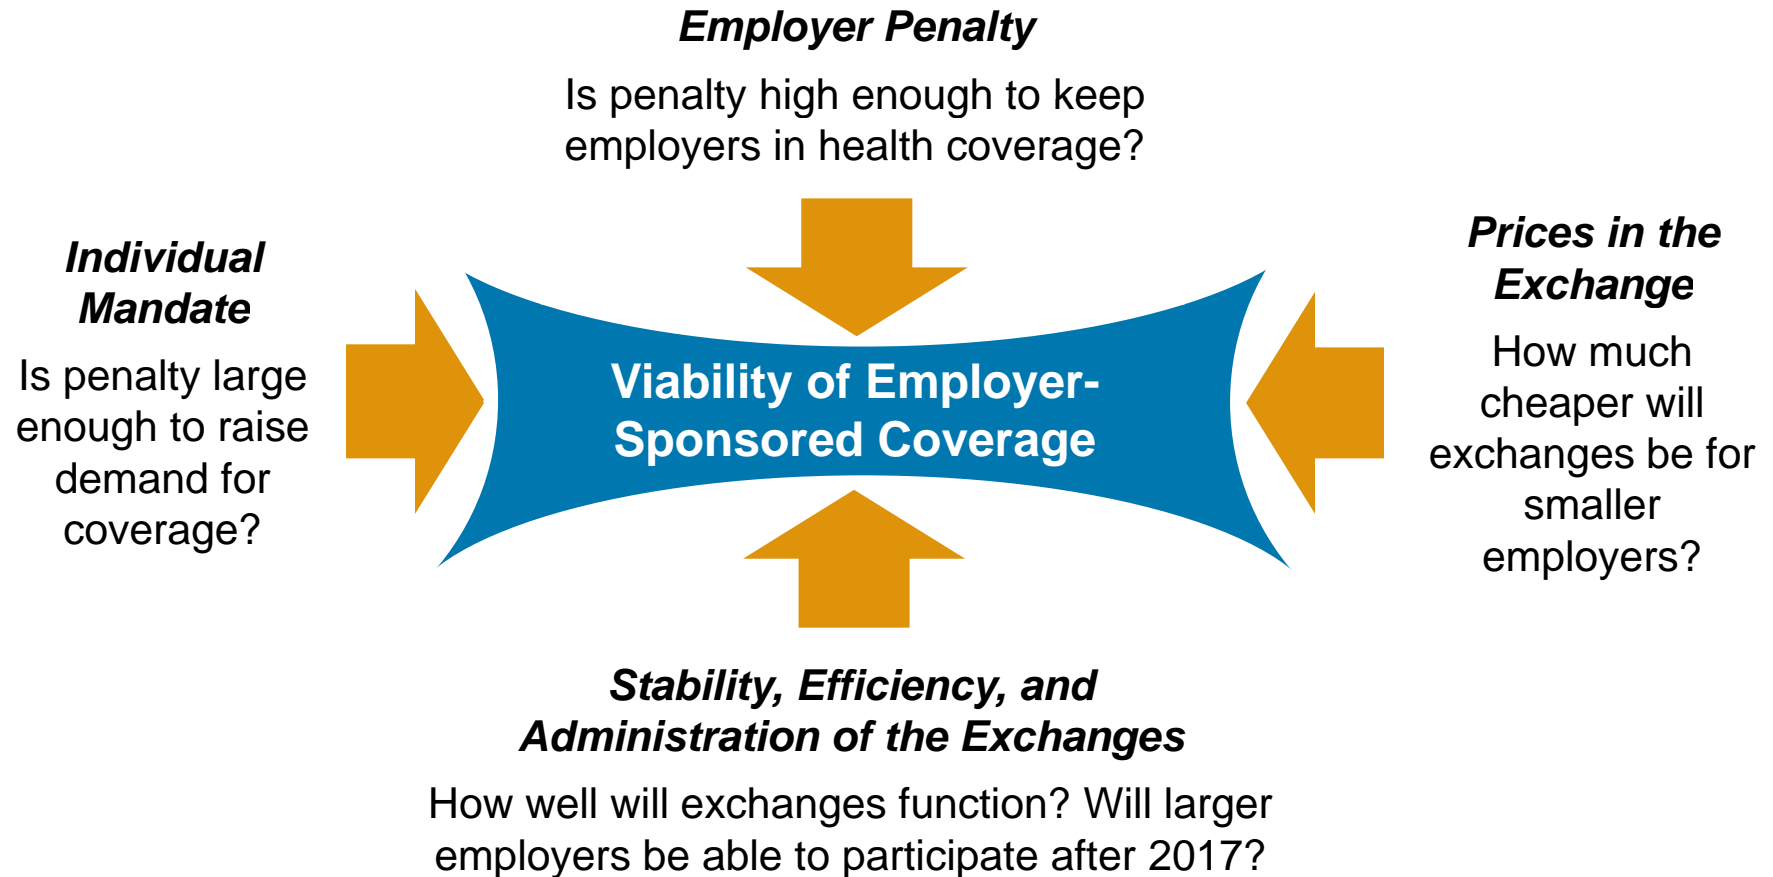 Employer Penalty
Is penalty high enough to keep
employers in health coverage?
Individual
Mandate
Is penalty large
enough to raise
demand for
coverage?
Viability of Employer-
Sponsored Coverage
Prices in the
Exchange
How much
cheaper will
exchanges be for
smaller
employers?
Stability, Efficiency, and
Administration of the Exchanges
How well will exchanges function? Will larger
employers be able to participate after 2017?